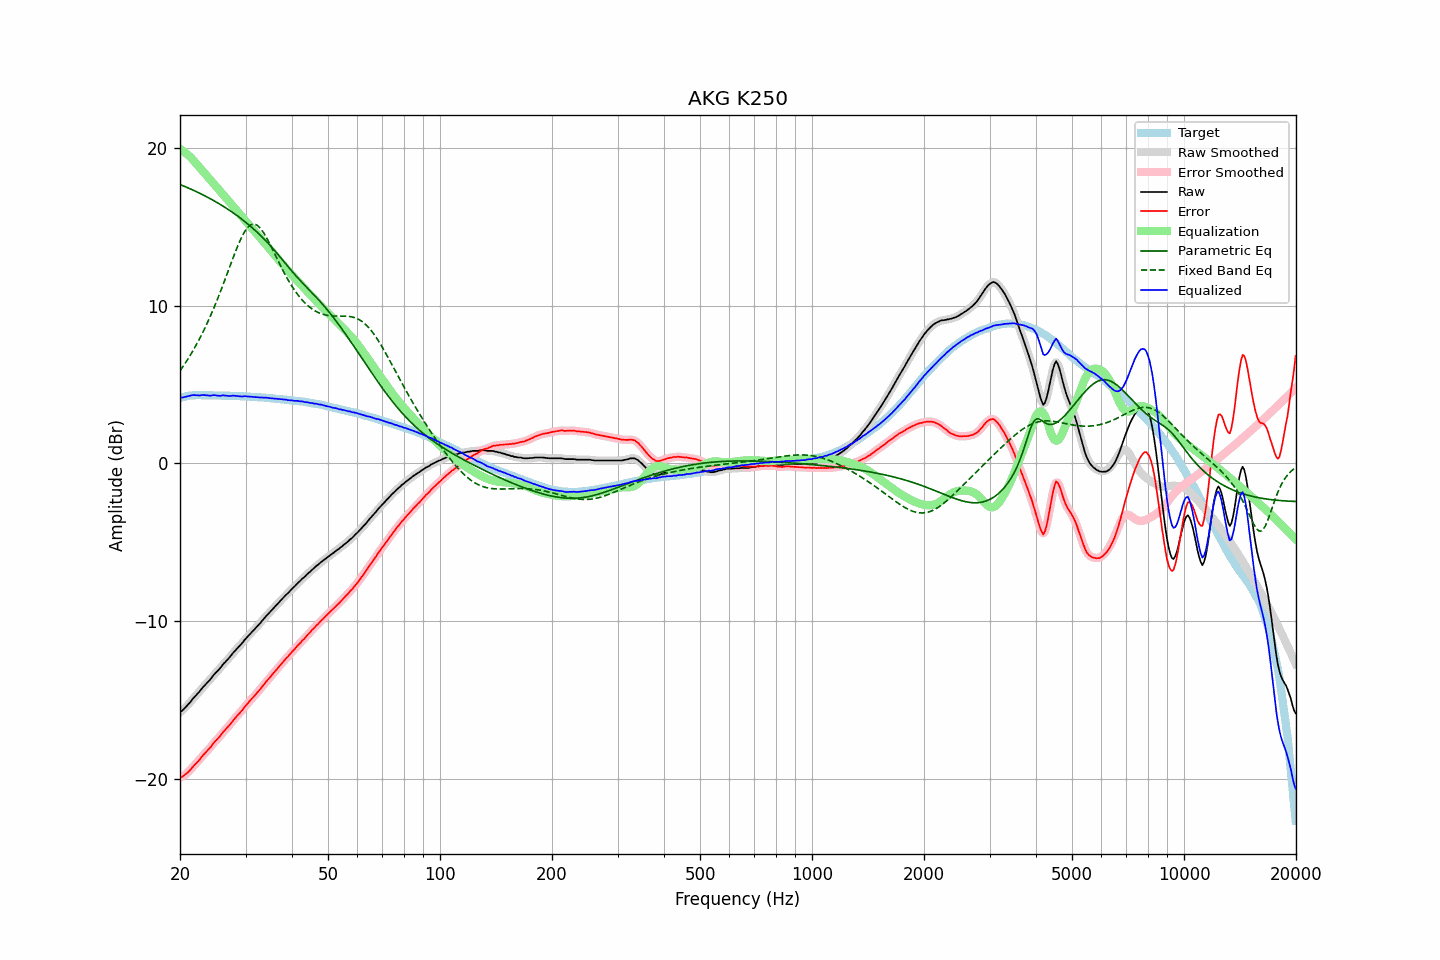 AKG K250
Target
Raw Smoothed
Error Smoothed
Raw
Error
Equalization
Parametric Eq
Fixed Band Eq
Equalized
Amplitude (dBr)
20
10
0
−10
−20
20 50 100 200 500 1000 2000 5000 10000 20000
Frequency (Hz)